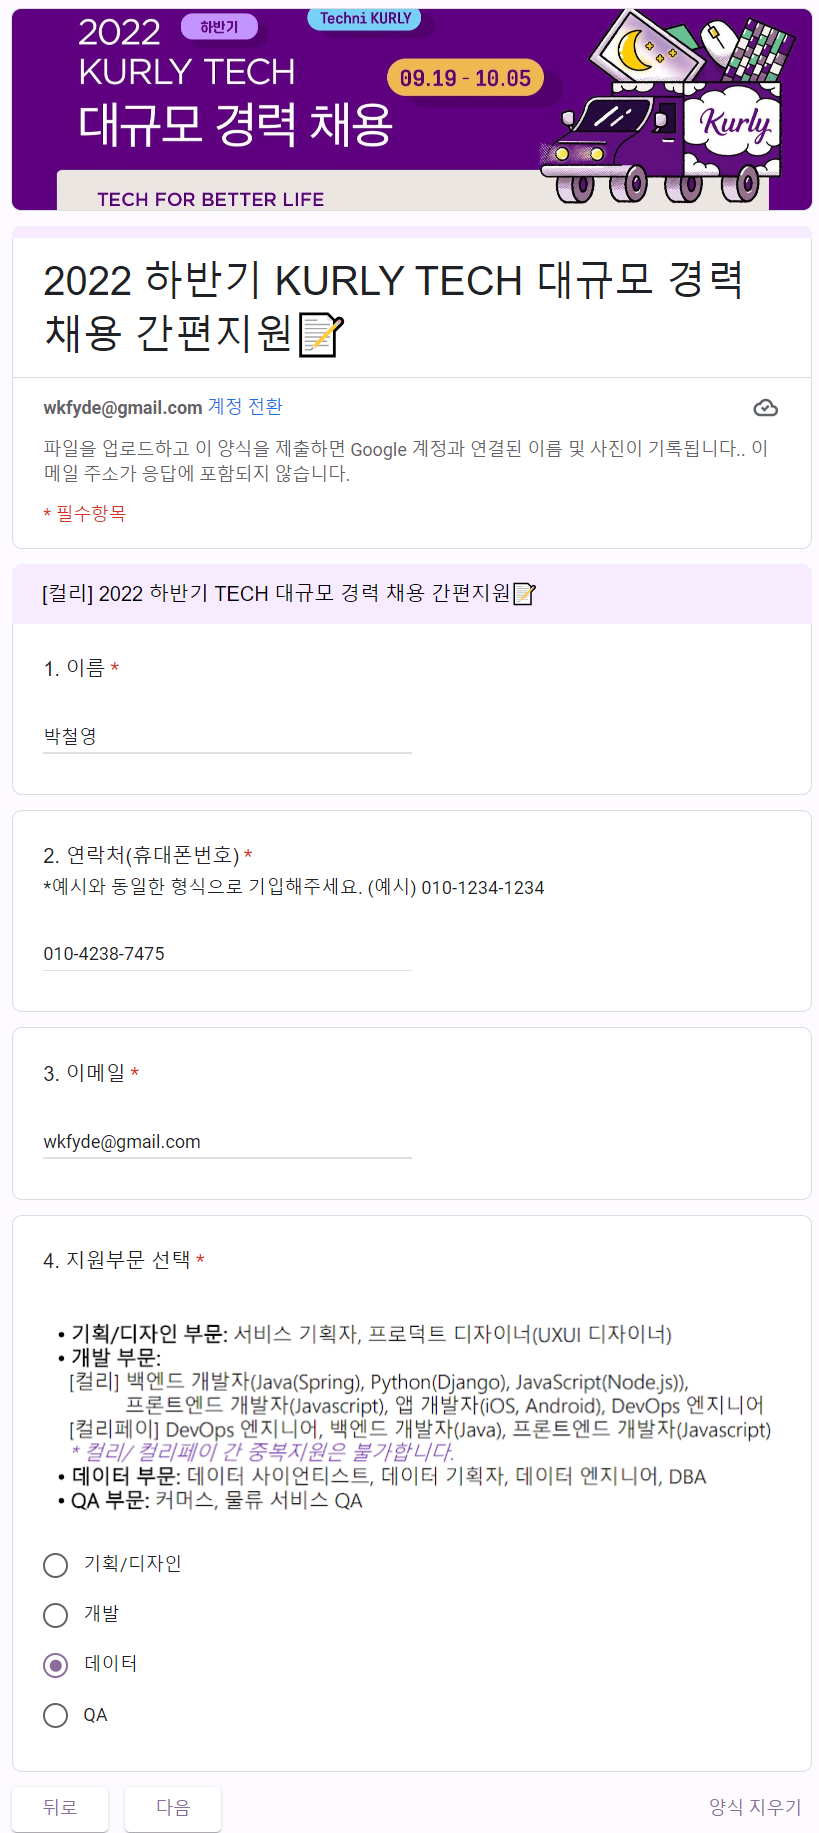 2022 하반기 Techni KURLY
KURLY TECH
09.19 - 10.05
대규모 경력 채용
Kurly
TECH FOR BETTER LIFE
2022 하반기 KURLY TECH 대규모 경력
채용 간편지원📝
wkfyde@gmail.com 계정 전환
파일을 업로드하고 이 양식을 제출하면 Google 계정과 연결된 이름 및 사진이 기록됩니다.. 이
메일 주소가 응답에 포함되지 않습니다.
* 필수항목
[컬리] 2022 하반기 TECH 대규모 경력 채용 간편지원📝
1. 이름 *
박철영
2. 연락처(휴대폰번호) *
*예시와 동일한 형식으로 기입해주세요. (예시) 010-1234-1234
010-4238-7475
3. 이메일 *
wkfyde@gmail.com
4. 지원부문 선택 *
• 기획/디자인 부문: 서비스 기획자, 프로덕트 디자이너(UXUI 디자이너)
• 개발 부문:
[컬리] 백엔드 개발자(Java(Spring), Python(Django), JavaScript(Node.js)),
프론트엔드 개발자(Javascript), 앱 개발자(iOS, Android), DevOps 엔지니어
[컬리페이] DevOps 엔지니어, 백엔드 개발자(Java), 프론트엔드 개발자(Javascript)
* 컬리/ 컬리페이 간 중복지원은 불가합니다.
• 데이터 부문: 데이터 사이언티스트, 데이터 기획자, 데이터 엔지니어, DBA
• QA 부문: 커머스, 물류 서비스 QA
기획/디자인
개발
데이터
QA
뒤로 다음 양식 지우기